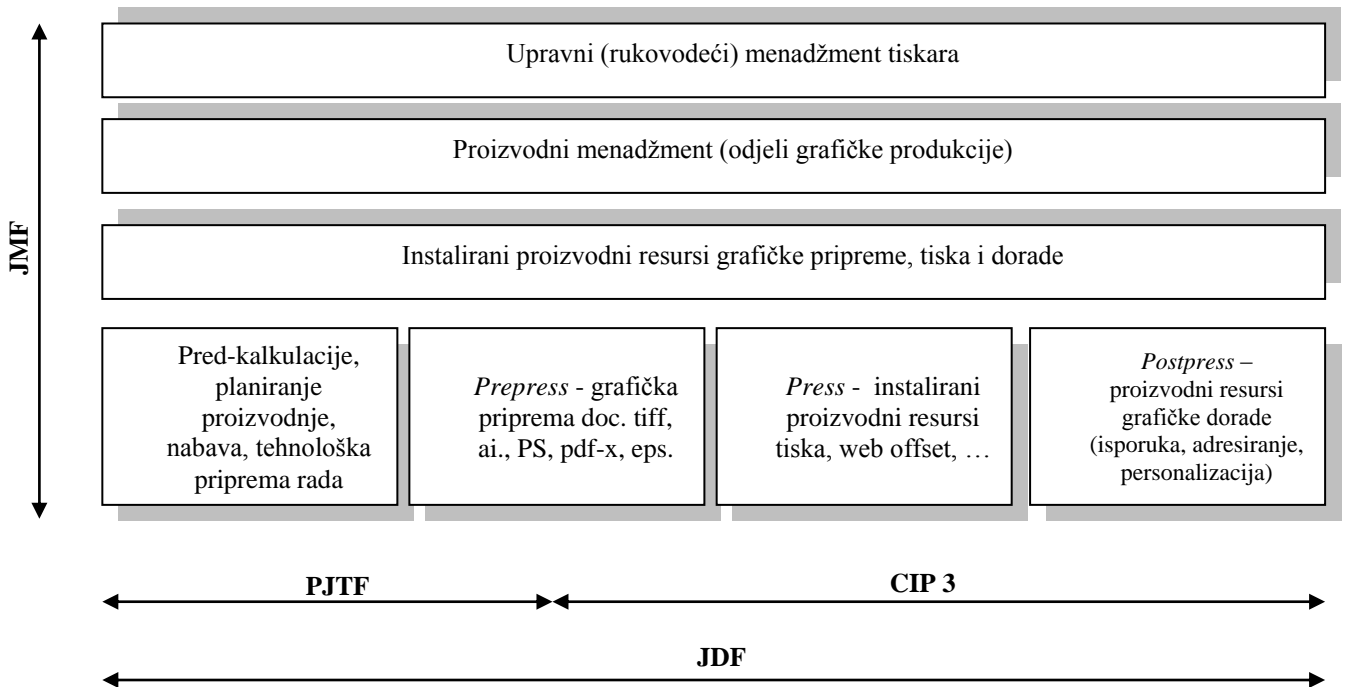 Upravni (rukovodeći) menadžment tiskara
Proizvodni menadžment (odjeli grafičke produkcije)
JMF
Instalirani proizvodni resursi grafičke pripreme, tiska i dorade
Pred-kalkulacije,
planiranje
proizvodnje,
nabava, tehnološka
priprema rada
Prepress - grafička
priprema doc. tiff,
ai., PS, pdf-x, eps.
Press - instalirani
proizvodni resursi
tiska, web offset, …
Postpress –
proizvodni resursi
grafičke dorade
(isporuka, adresiranje,
personalizacija)
PJTF
CIP 3
JDF